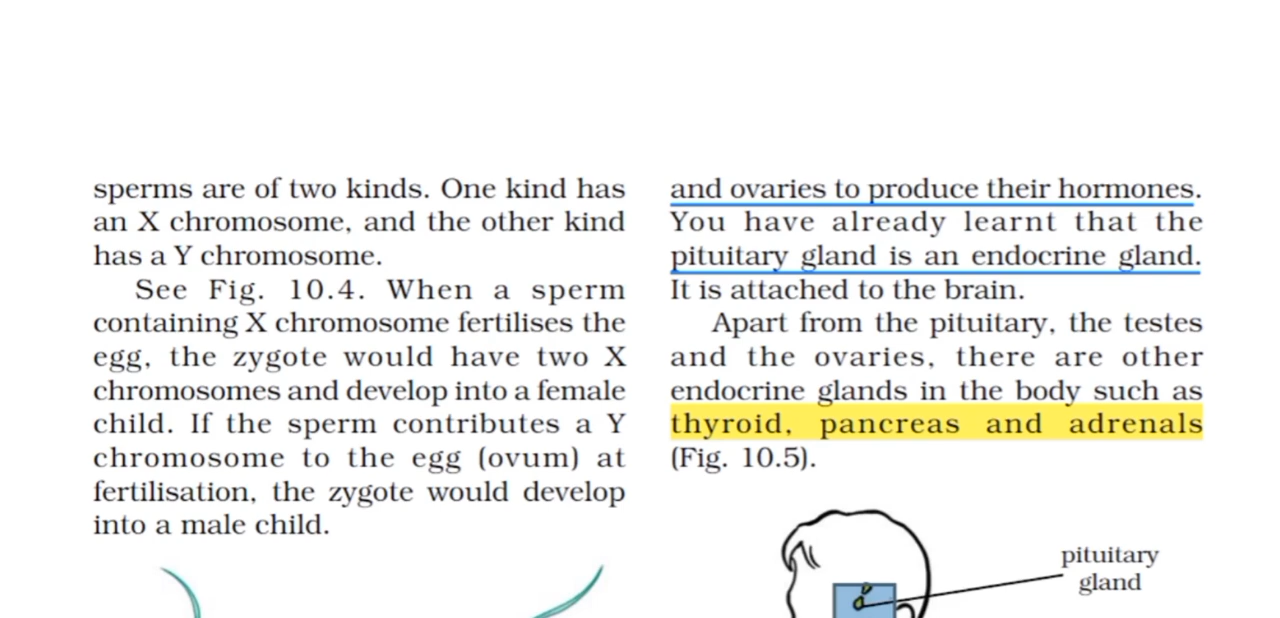 sperms are of two kinds. One kind has
an X chromosome, and the other kind
has a Y chromosome.
See Fig. 10.4. When a sperm
containing X chromosome fertilises the
egg, the zygote would have two X
chromosomes and develop into a female
child. If the sperm contributes a Y
chromosome to the egg (ovum) at
fertilisation, the zygote would develop
into a male child.
and ovaries to produce their hormones.
You have already learnt that the
pituitary gland is an endocrine gland.
It is attached to the brain.
Apart from the pituitary, the testes
and the ovaries, there are other
endocrine glands in the body such as
thyroid, pancreas and adrenals
(Fig. 10.5).
pituitary
gland